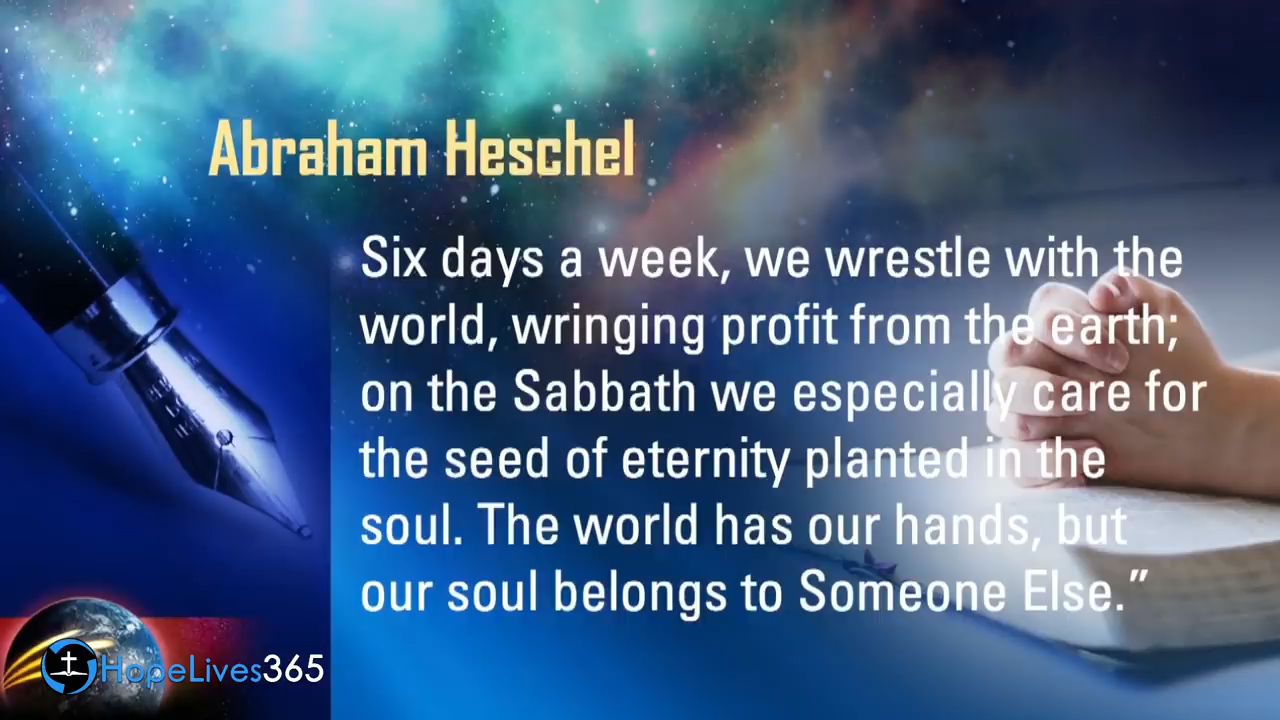 Abraham Heschel
Six days a week, we wrestle with the
world, wringing profit from the earth;
on the Sabbath we especially care for
the seed of eternity planted in the
soul. The world has our hands, but
our soul belongs to Someone Else.”
HopeLives365